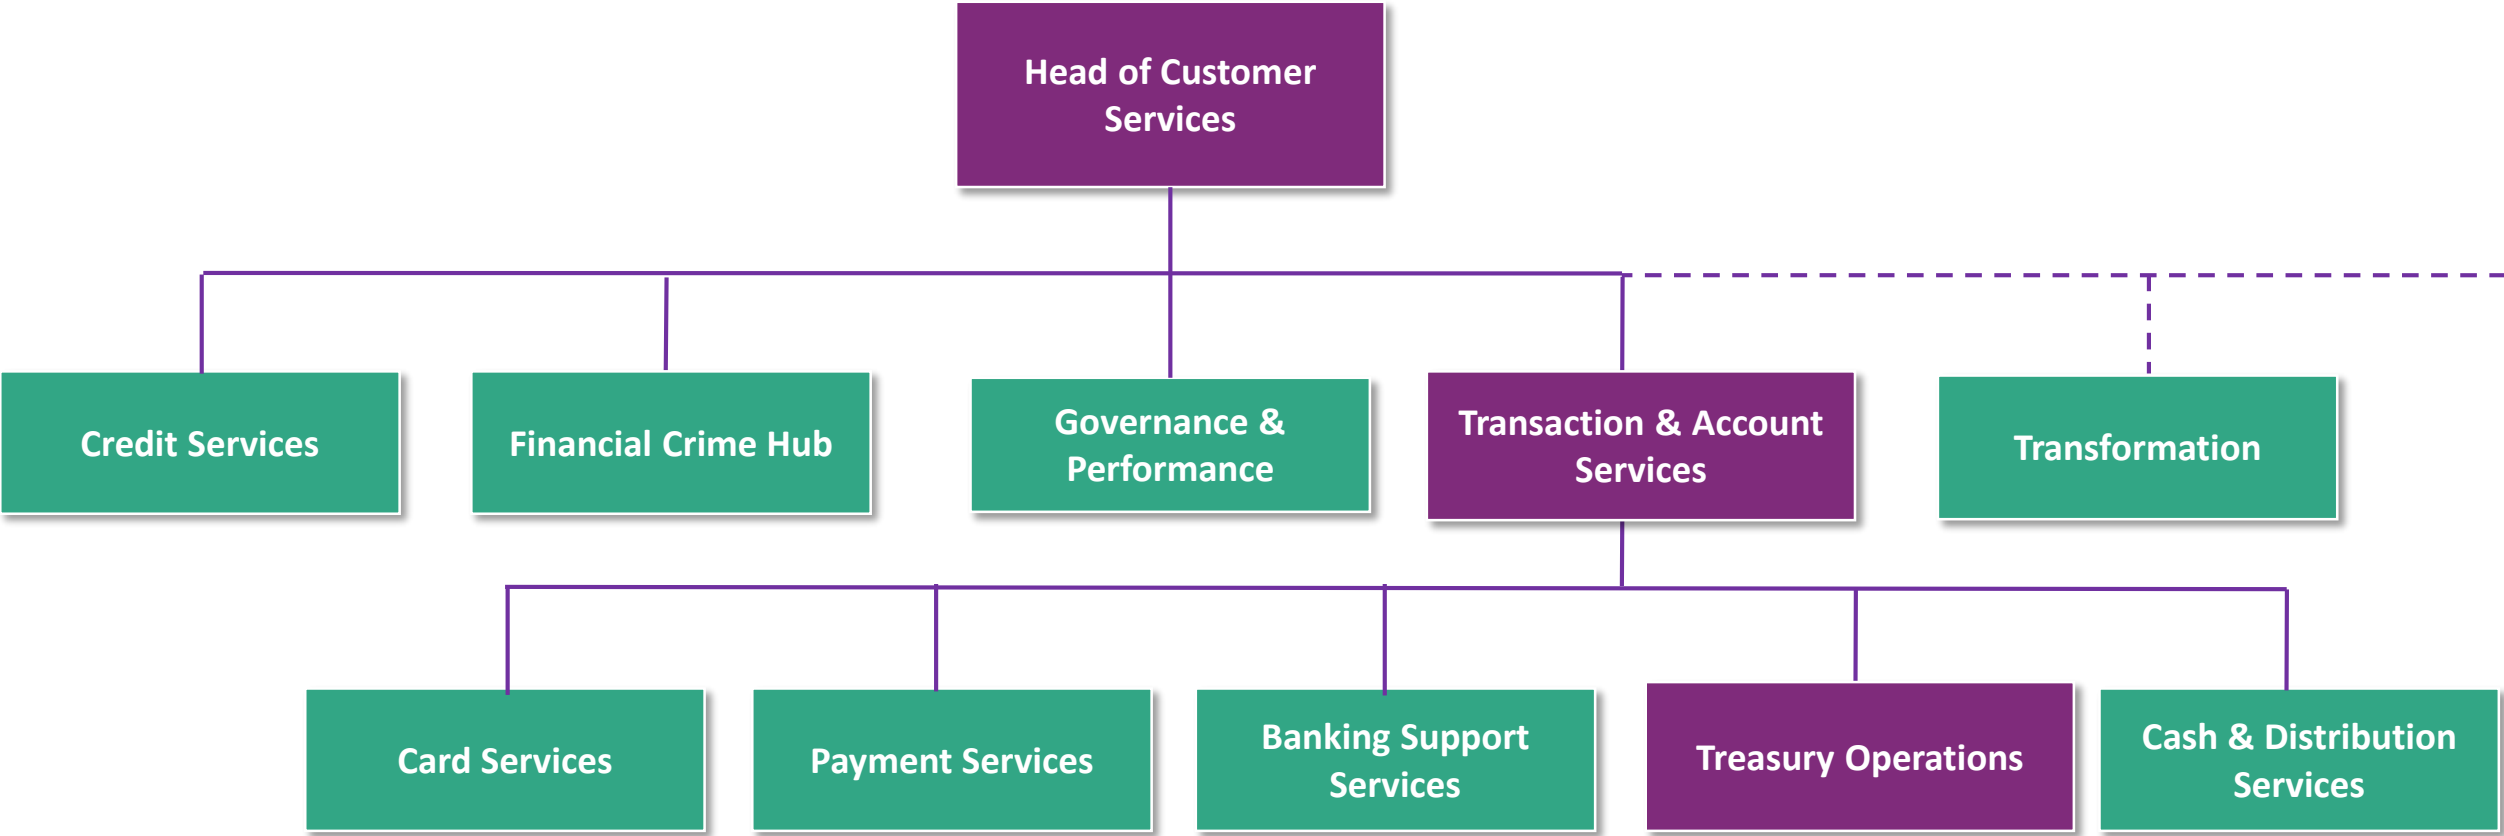 Head of Customer
Services
Credit Services
Financial Crime Hub
Governance &
Performance
Transaction & Account
Services
Transformation
Card Services
Payment Services
Banking Support
Services
Treasury Operations
Cash & Distribution
Services